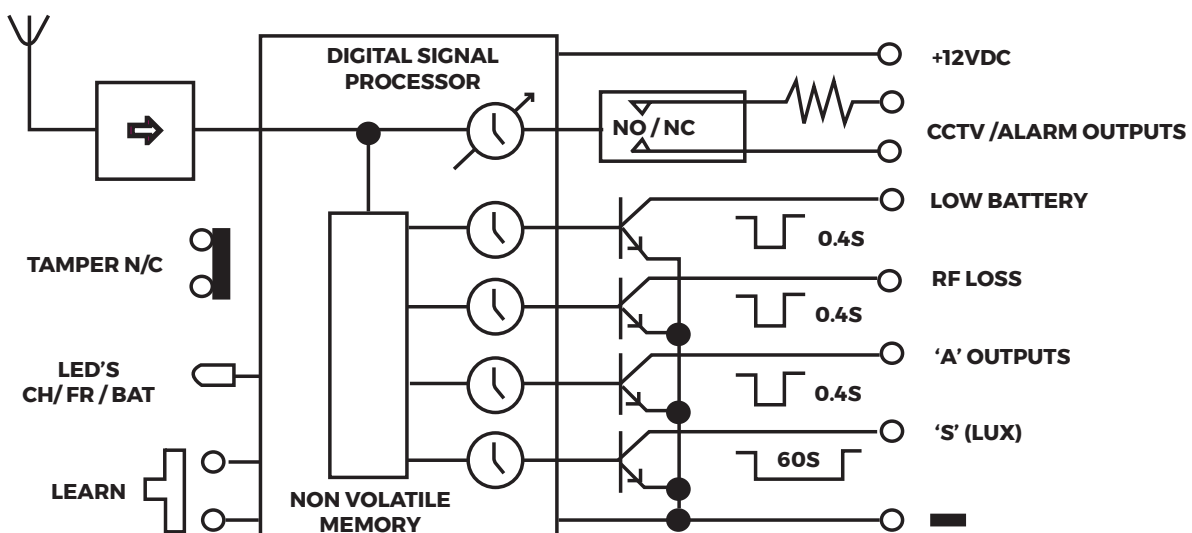 DIGITAL SIGNAL
PROCESSOR
+12VDC
NO / NC
CCTV /ALARM OUTPUTS
LOW BATTERY
0.4S
TAMPER N/C
RF LOSS
0.4S
LED'S
CH/ FR / BAT
‘A’ OUTPUTS
0.4S
‘S’ (LUX)
60S
LEARN
NON VOLATILE
MEMORY